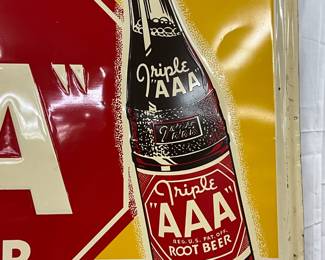 Triple
"AAA"
A"
R
Triple
"AAA"
REG. U.S. PAT. OFF.
ROOT BEER